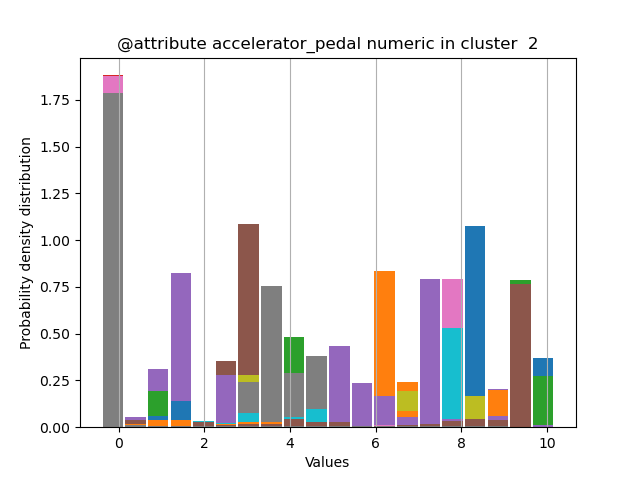 @attribute accelerator_pedal numeric in cluster  2
Probability density distribution
1.75
1.50
1.25
1.00
0.75
0.50
0.25
0.00
0 2 4 6 8 10
Values